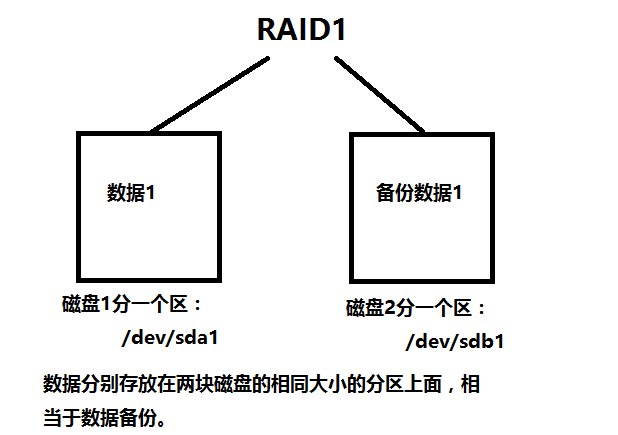 RAID1
数据1
备份数据1
磁盘1分一个区：
/dev/sda1
磁盘2分一个区：
/dev/sdb1
数据分别存放在两块磁盘的相同大小的分区上面，相
当于数据备份。